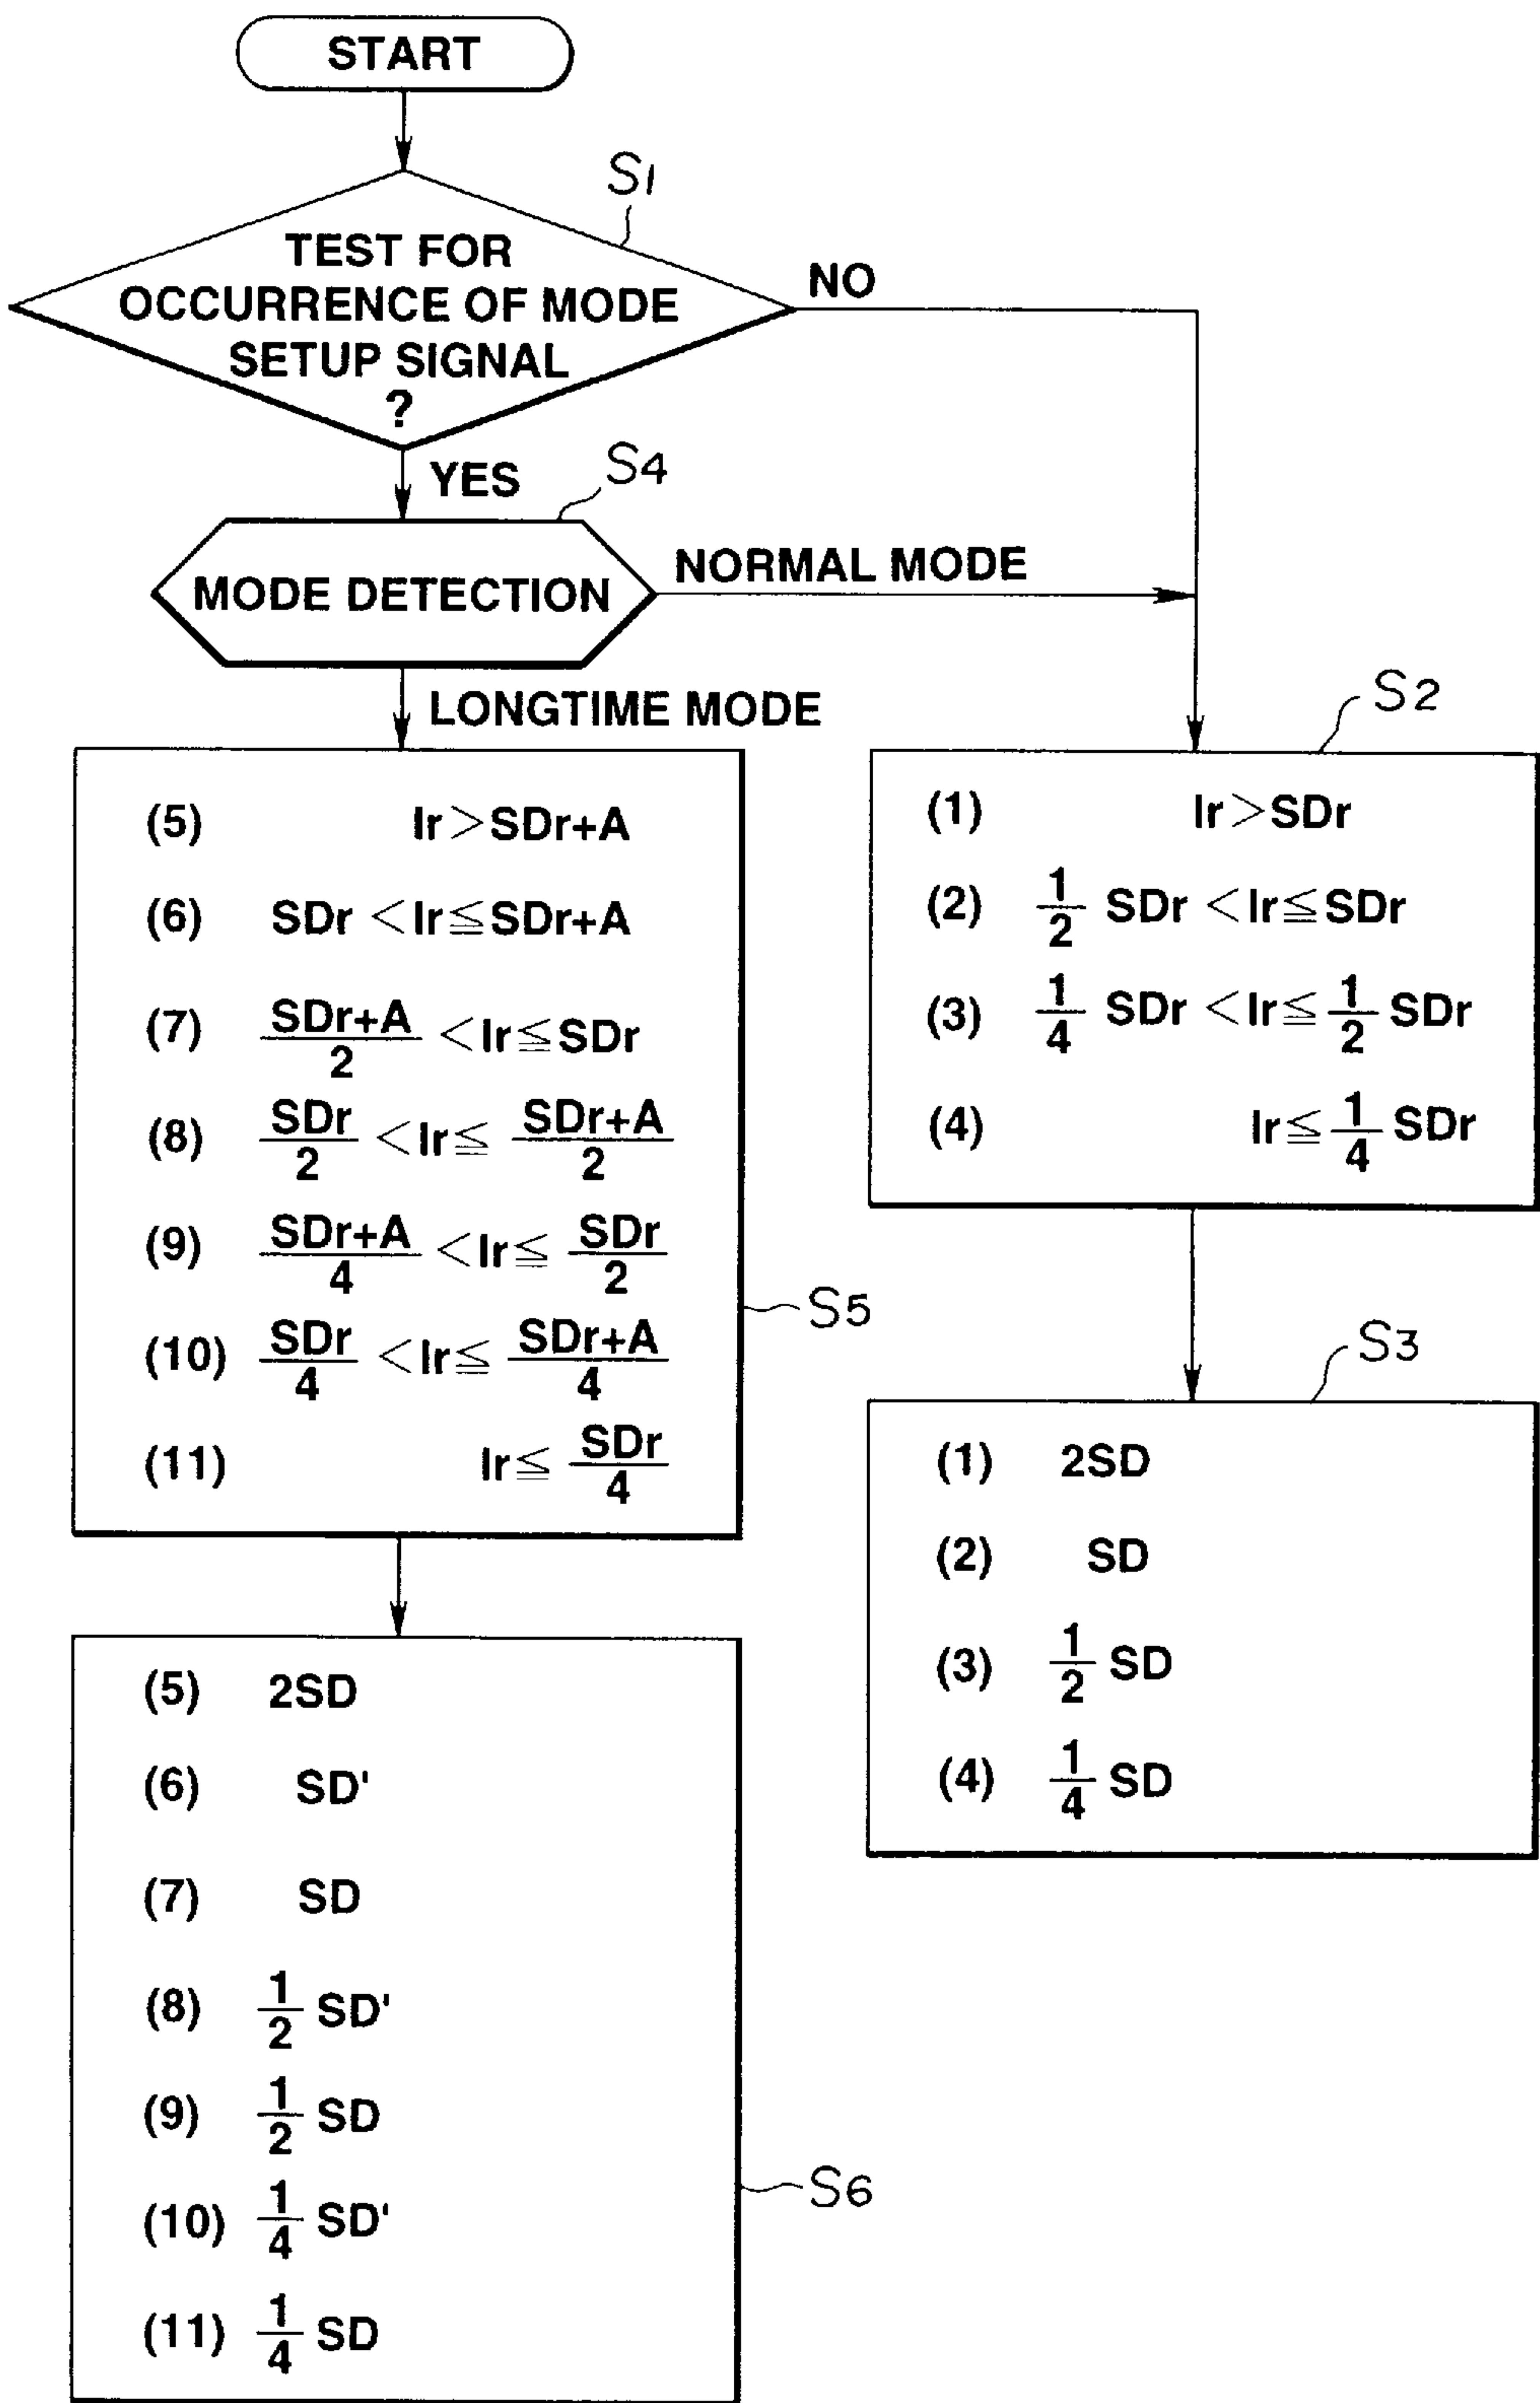 START
S1
TEST FOR
OCCURRENCE OF MODE
SETUP SIGNAL
?
NO
YES
S4
MODE DETECTION
NORMAL MODE
LONGTIME MODE
(5) Ir>SDr+A
(6) SDr <Ir≦SDr+A
(7) SDr+A/2 <Ir≦SDr
(8) SDr/2 <Ir≦ SDr+A/2
(9) SDr+A/4 <Ir≦ SDr/2
(10) SDr/4 <Ir≦ SDr+A/4
(11) Ir≦ SDr/4
S5
S2
(1) Ir>SDr
(2) 1/2 SDr <Ir≦SDr
(3) 1/4 SDr <Ir≦ 1/2 SDr
(4) Ir≦ 1/4 SDr
S3
(1) 2SD
(2) SD
(3) 1/2 SD
(4) 1/4 SD
(5) 2SD
(6) SD'
(7) SD
(8) 1/2 SD'
(9) 1/2 SD
(10) 1/4 SD'
(11) 1/4 SD
S6